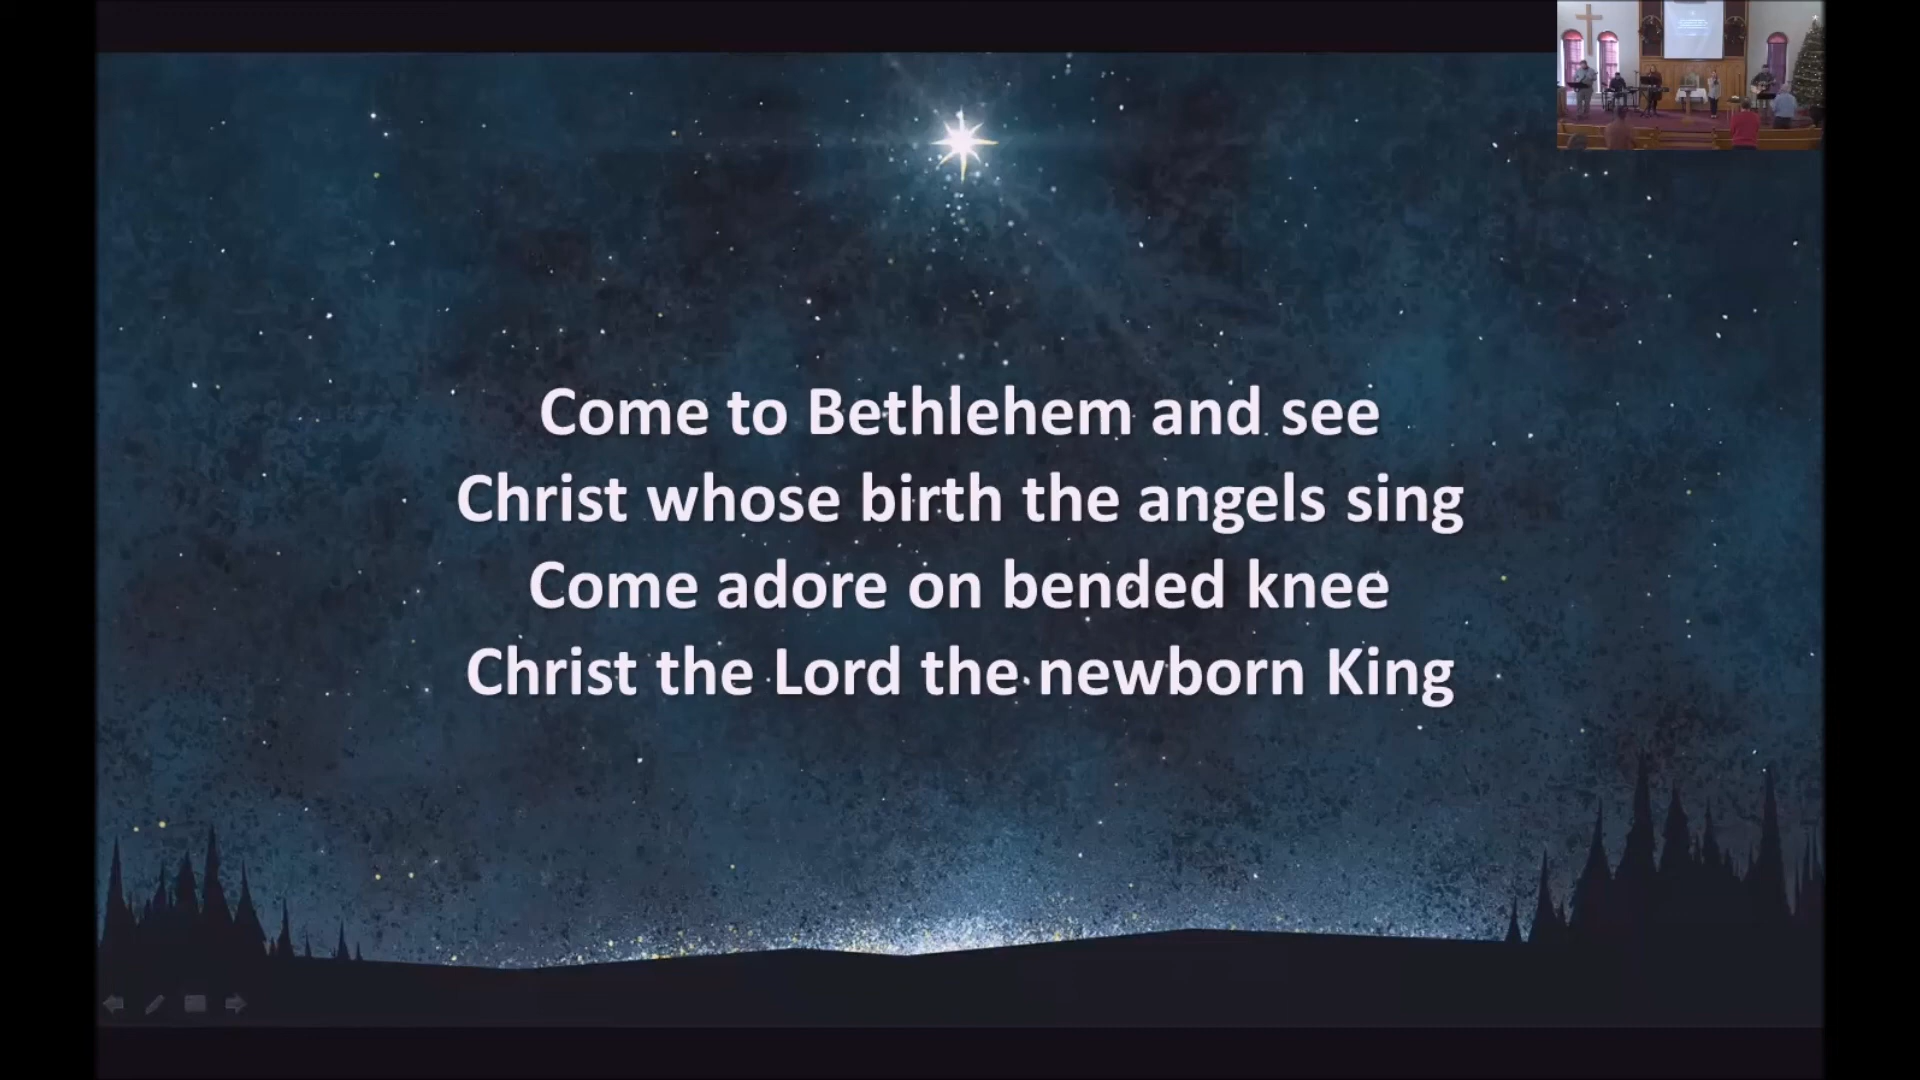 Come to Bethlehem and see
Christ whose birth the angels sing
Come adore on bended knee
Christ the Lord the newborn King